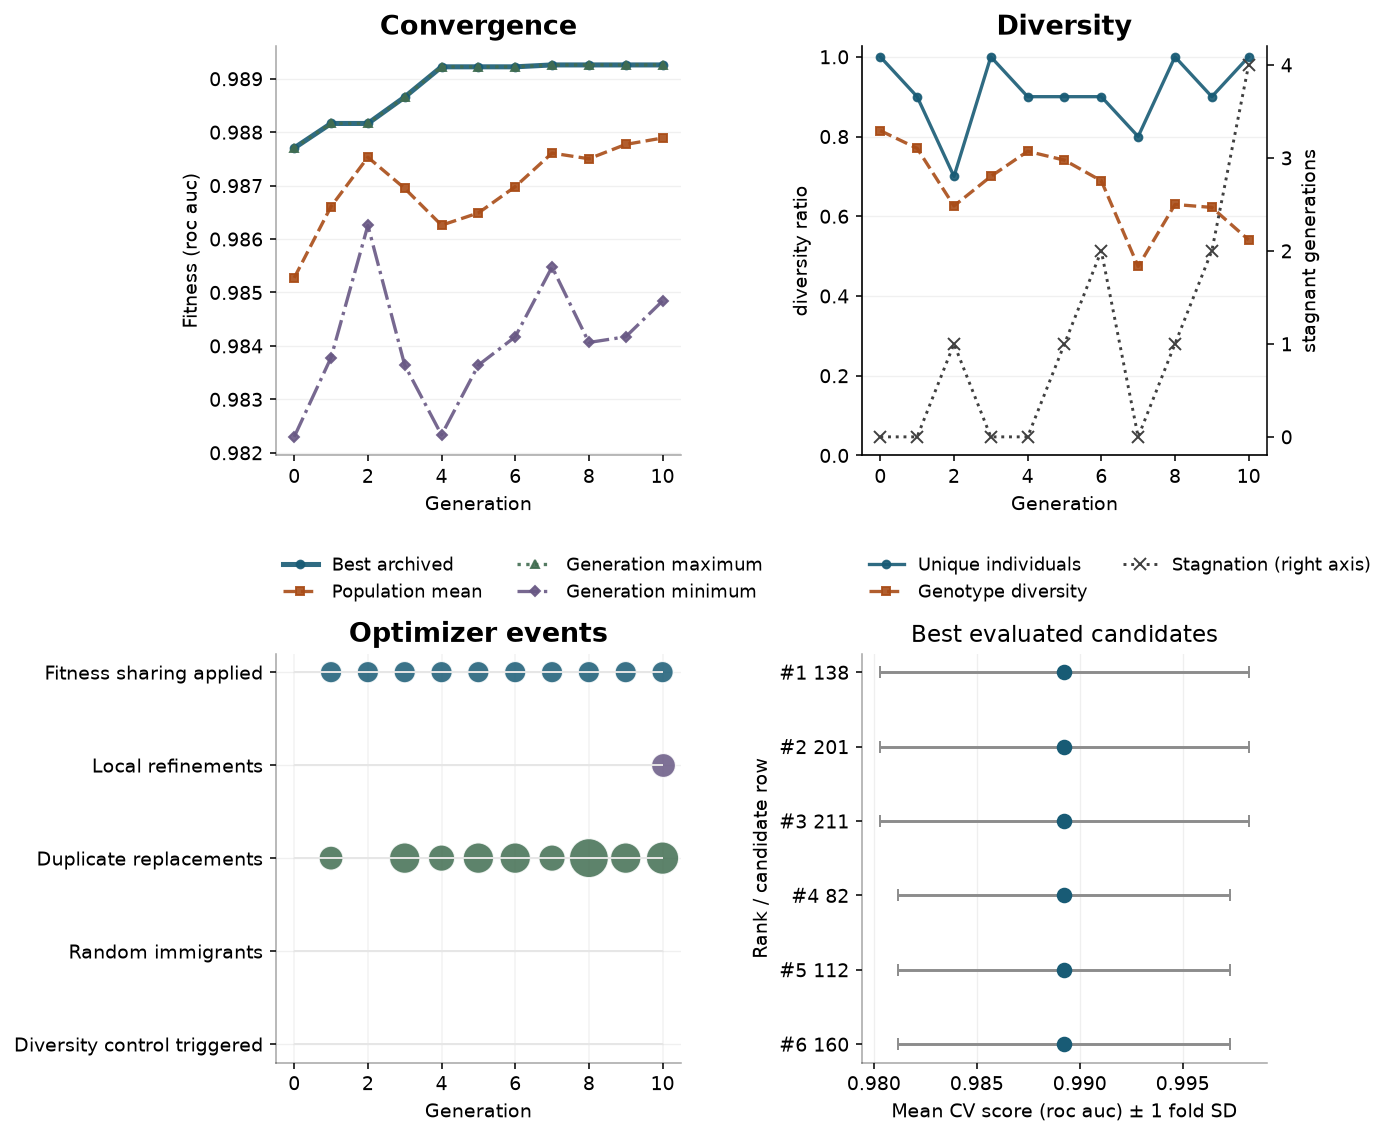 Convergence
Fitness (roc auc)
0.989
0.988
0.987
0.986
0.985
0.984
0.983
0.982
0 2 4 6 8 10
Generation
Best archived
Population mean
Generation maximum
Generation minimum
Diversity
diversity ratio
1.0
0.8
0.6
0.4
0.2
0.0
4
3
2
1
0
stagnant generations
0 2 4 6 8 10
Generation
Unique individuals
Genotype diversity
Stagnation (right axis)
Optimizer events
Fitness sharing applied
Local refinements
Duplicate replacements
Random immigrants
Diversity control triggered
0 2 4 6 8 10
Generation
Best evaluated candidates
Rank / candidate row
#1 138
#2 201
#3 211
#4 82
#5 112
#6 160
0.980 0.985 0.990 0.995
Mean CV score (roc auc) ± 1 fold SD